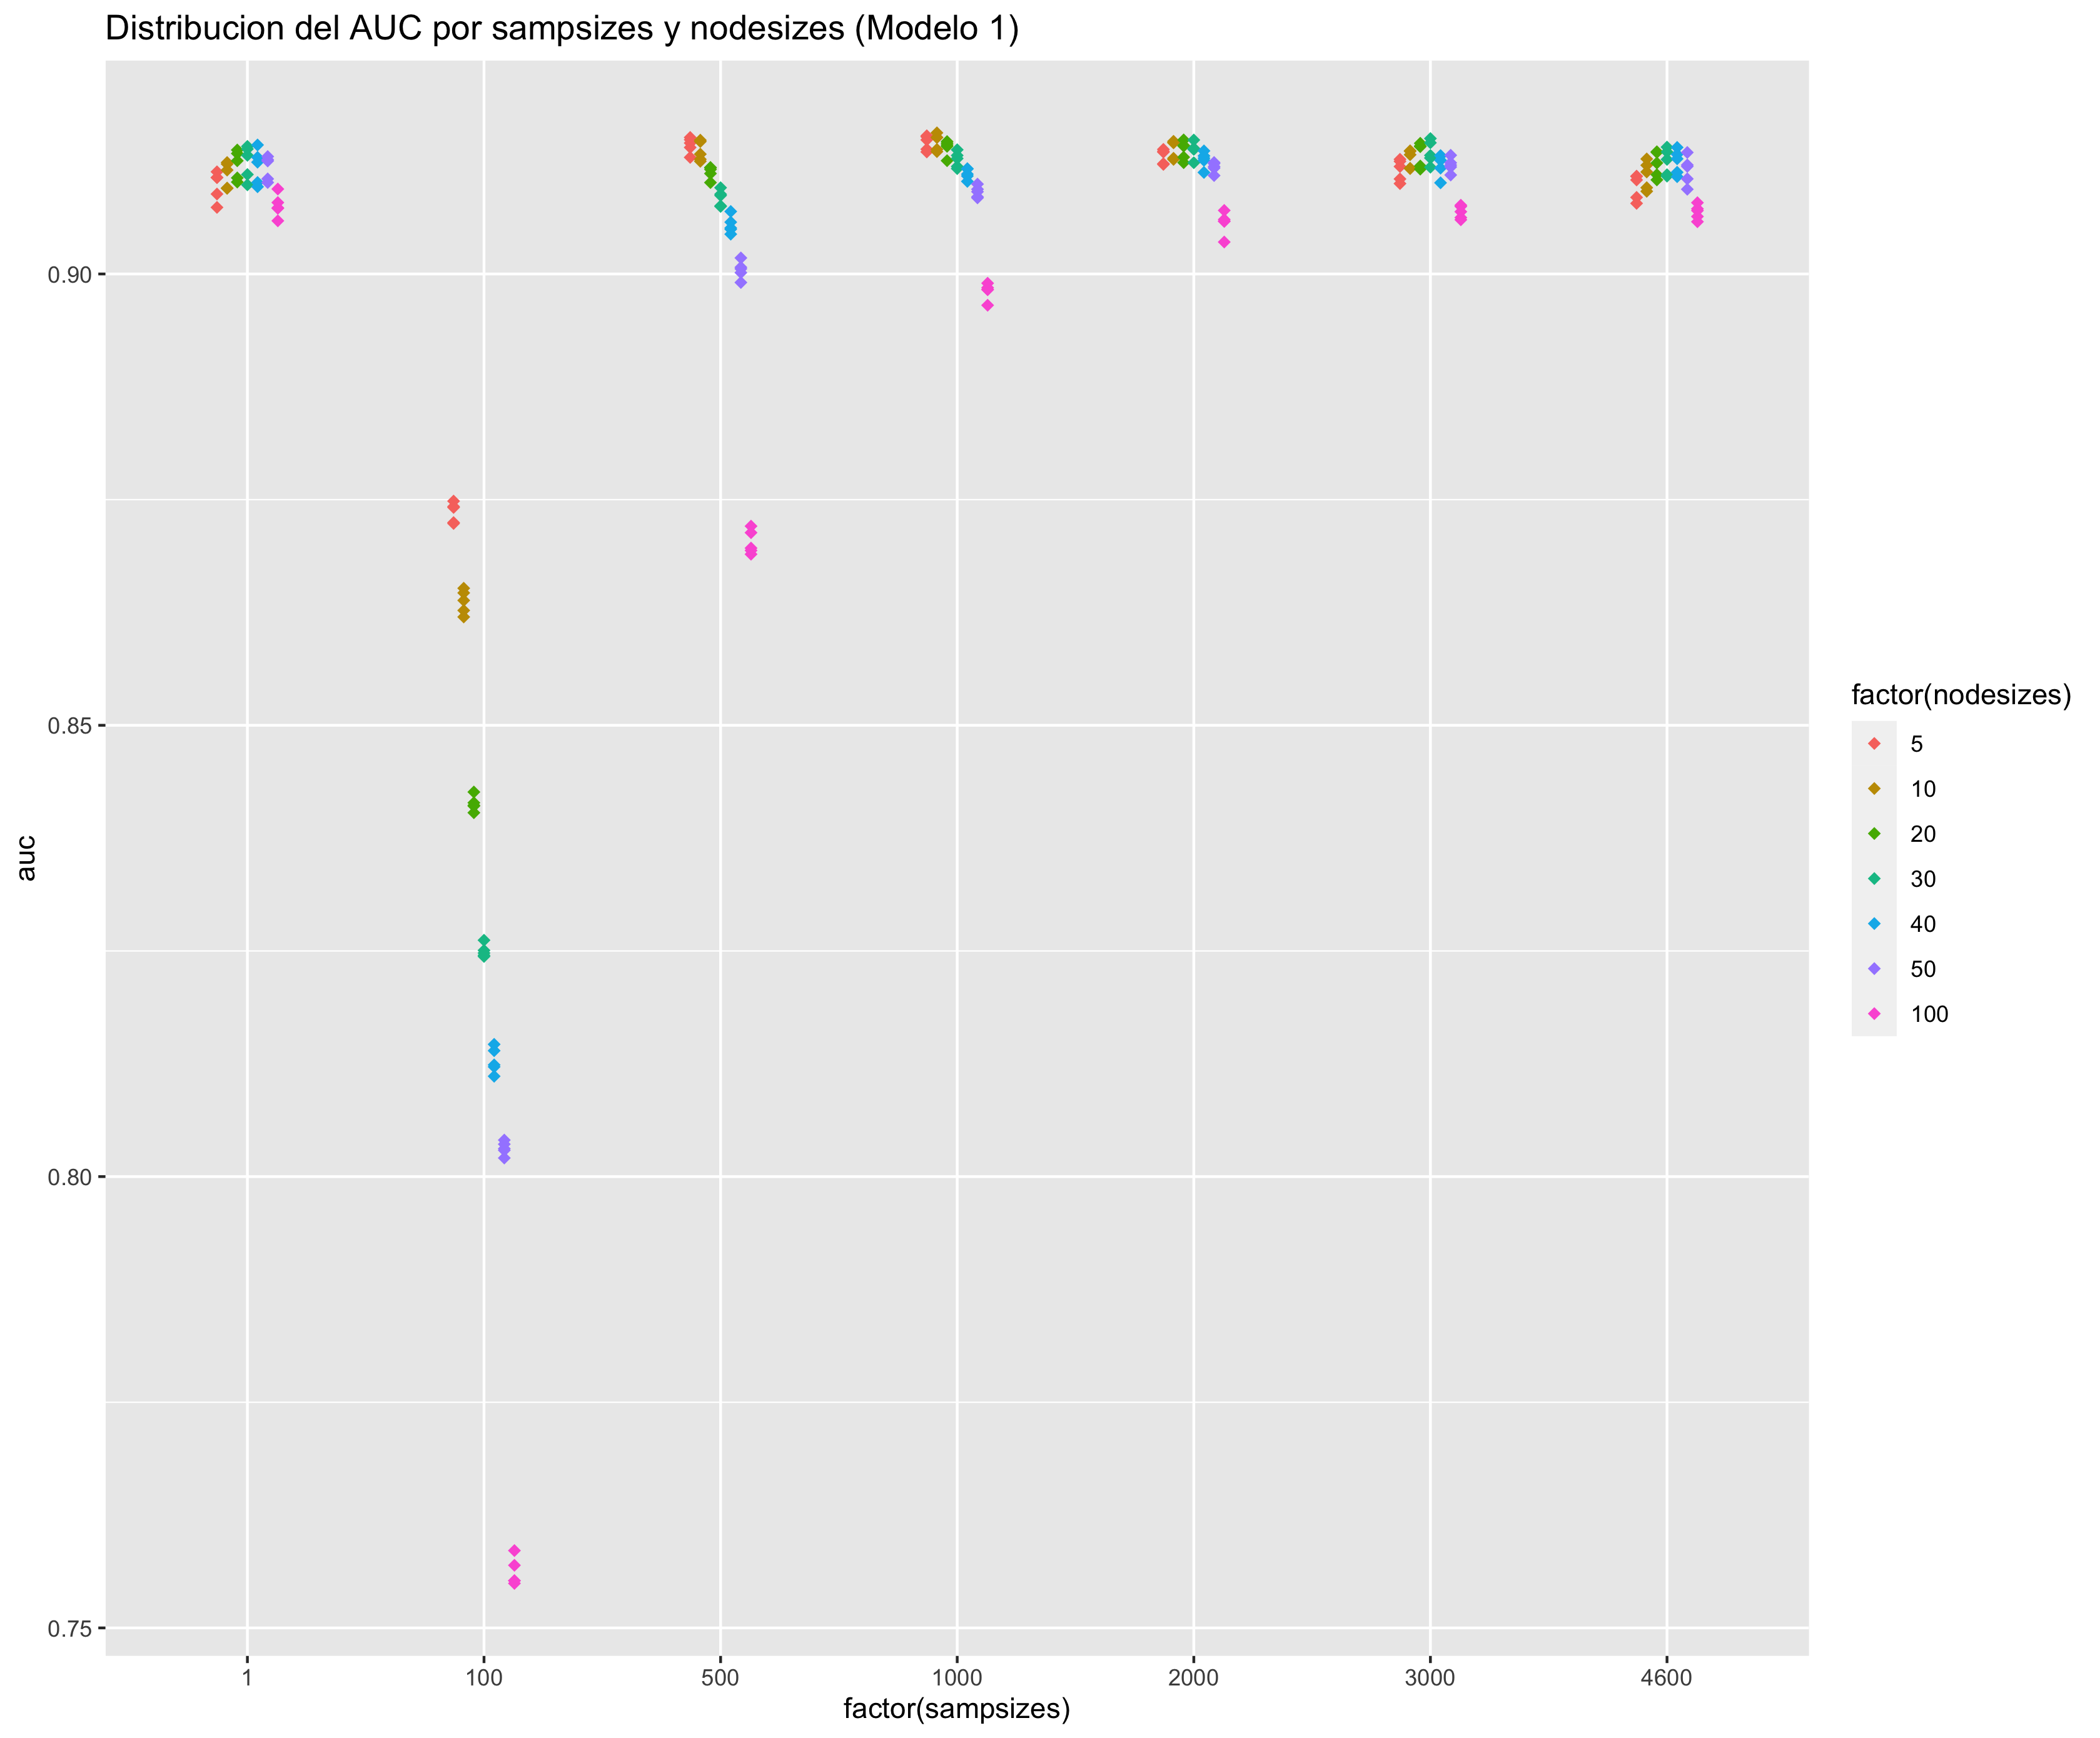 Distribucion del AUC por sampsizes y nodesizes (Modelo 1)
0.90
0.85
0.80
0.75
auc
1 100 500 1000 2000 3000 4600
factor(sampsizes)
factor(nodesizes)
5
10
20
30
40
50
100